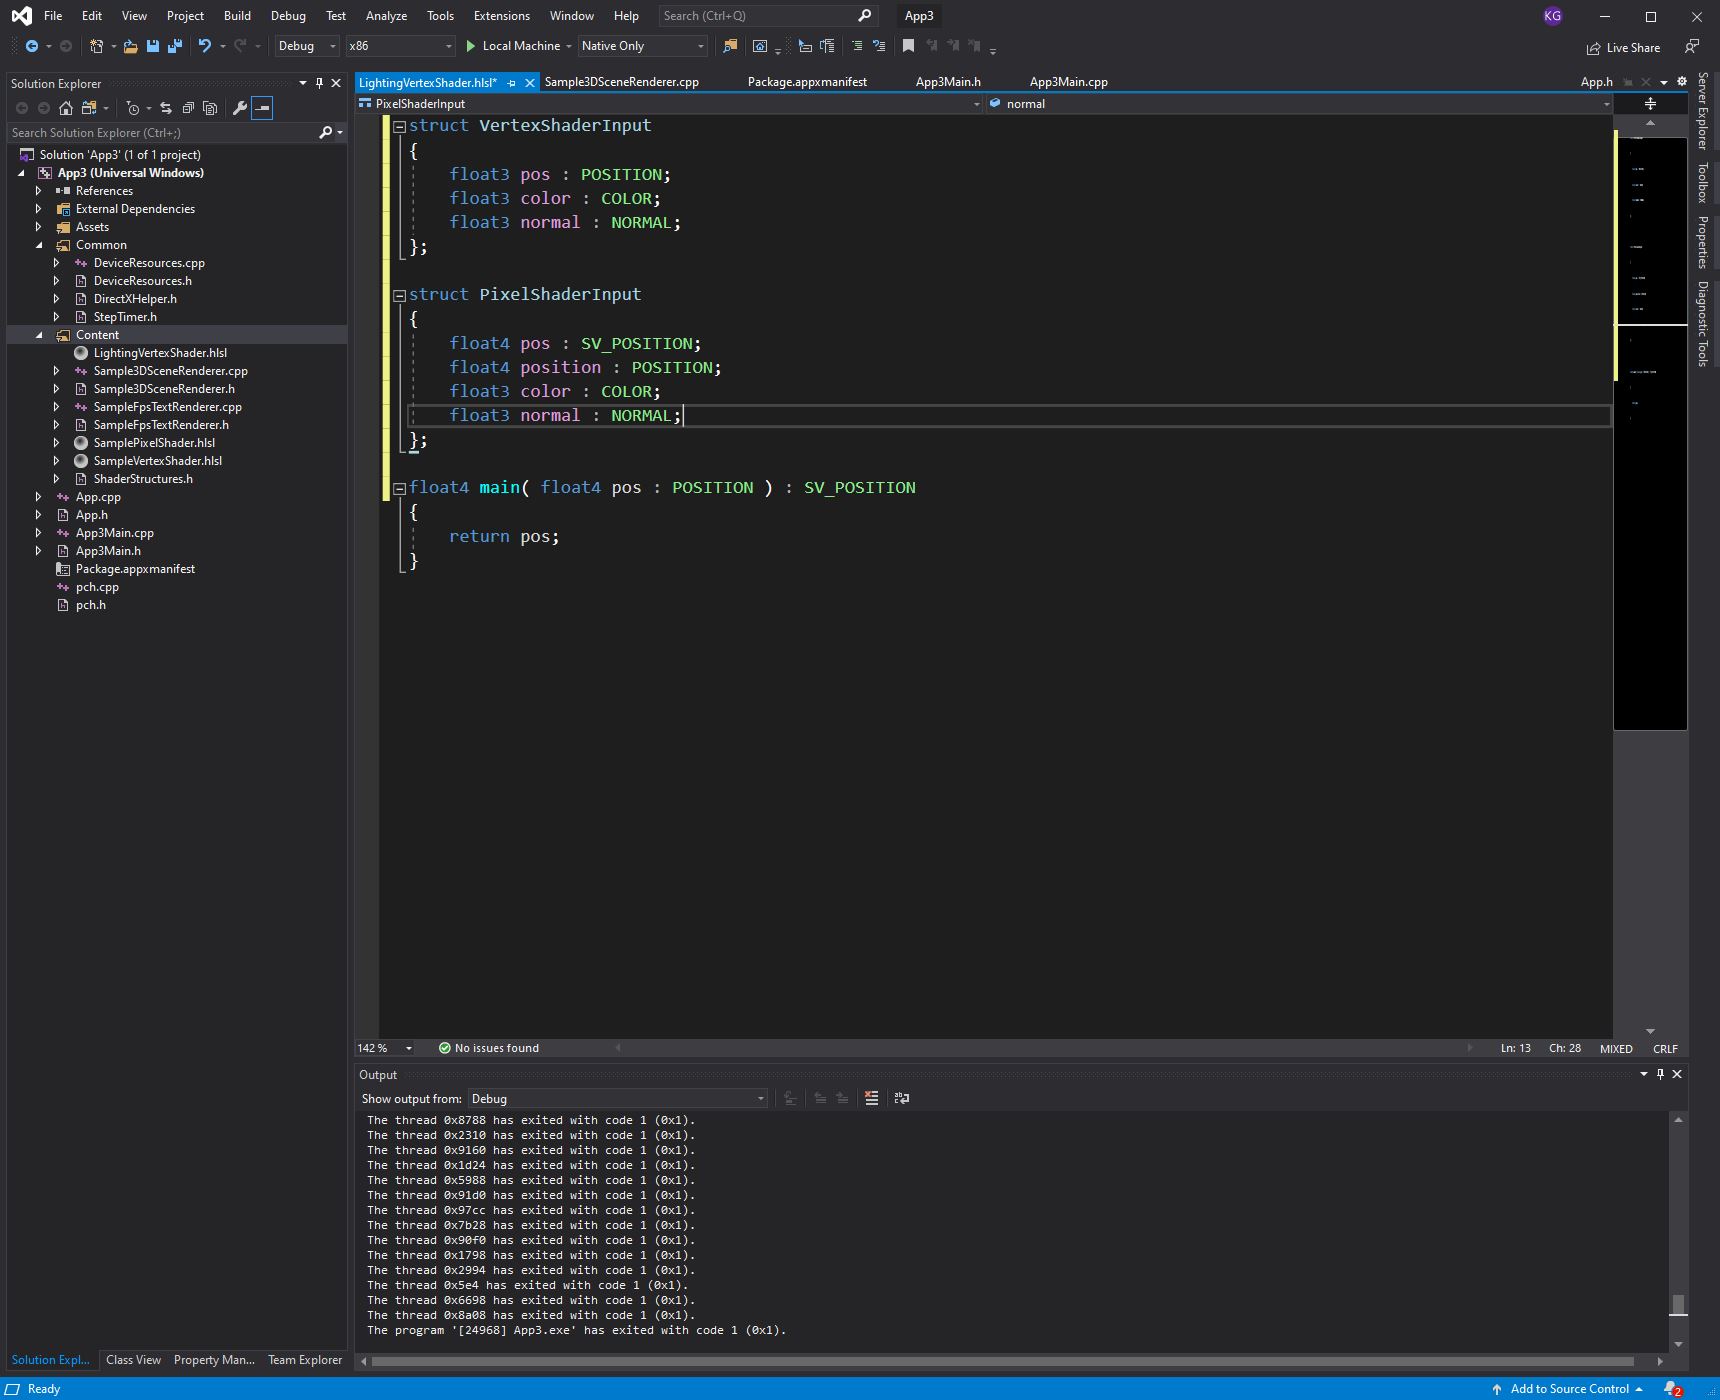 File Edit View Project Build Debug Test Analyze Tools Extensions Window Help Search (Ctrl+Q) App3 KG
Debug x86 Local Machine Native Only Live Share
Solution Explorer
Search Solution Explorer (Ctrl+;)
Solution 'App3' (1 of 1 project)
App3 (Universal Windows)
References
External Dependencies
Assets
Common
DeviceResources.cpp
DeviceResources.h
DirectXHelper.h
StepTimer.h
Content
LightingVertexShader.hlsl
Sample3DSceneRenderer.cpp
Sample3DSceneRenderer.h
SampleFpsTextRenderer.cpp
SampleFpsTextRenderer.h
SamplePixelShader.hlsl
SampleVertexShader.hlsl
ShaderStructures.h
App.cpp
App.h
App3Main.cpp
App3Main.h
Package.appxmanifest
pch.cpp
pch.h
Solution Expl... Class View Property Man... Team Explorer
LightingVertexShader.hlsl* Sample3DSceneRenderer.cpp Package.appxmanifest App3Main.h App3Main.cpp App.h
PixelShaderInput normal
struct VertexShaderInput
{
float3 pos : POSITION;
float3 color : COLOR;
float3 normal : NORMAL;
};
struct PixelShaderInput
{
float4 pos : SV_POSITION;
float4 position : POSITION;
float3 color : COLOR;
float3 normal : NORMAL;
};
float4 main( float4 pos : POSITION ) : SV_POSITION
{
return pos;
}
142 % No issues found Ln: 13 Ch: 28 MIXED CRLF
Output
Show output from: Debug
The thread 0x8788 has exited with code 1 (0x1).
The thread 0x2310 has exited with code 1 (0x1).
The thread 0x9160 has exited with code 1 (0x1).
The thread 0x1d24 has exited with code 1 (0x1).
The thread 0x5988 has exited with code 1 (0x1).
The thread 0x91d0 has exited with code 1 (0x1).
The thread 0x97cc has exited with code 1 (0x1).
The thread 0x7b28 has exited with code 1 (0x1).
The thread 0x90f0 has exited with code 1 (0x1).
The thread 0x1798 has exited with code 1 (0x1).
The thread 0x2994 has exited with code 1 (0x1).
The thread 0x5e4 has exited with code 1 (0x1).
The thread 0x6698 has exited with code 1 (0x1).
The thread 0x8a08 has exited with code 1 (0x1).
The program '[24968] App3.exe' has exited with code 1 (0x1).
Server Explorer
Toolbox
Properties
Diagnostic Tools
Ready Add to Source Control 2